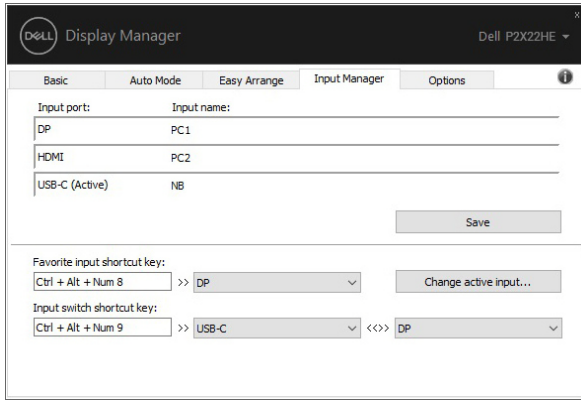 x
DELL Display Manager Dell P2X22HE
Basic Auto Mode Easy Arrange Input Manager Options i
Input port: Input name:
DP PC1
HDMI PC2
USB-C (Active) NB
Save
Favorite input shortcut key:
Ctrl + Alt + Num 8 >> DP Change active input...
Input switch shortcut key:
Ctrl + Alt + Num 9 >> USB-C <<>> DP